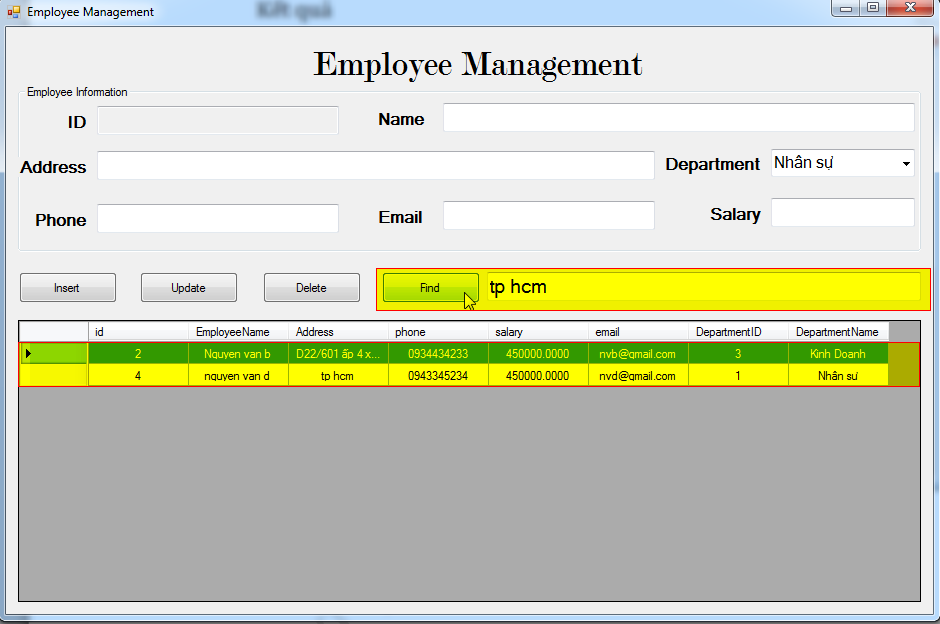 Kết quả
Employee Management
Employee Management
Employee Information
ID
Name
Address
Department Nhân sự
Phone
Email
Salary
Insert Update Delete Find tp hcm
id EmployeeName Address phone salary email DepartmentID DepartmentName
2 Nguyen van b D22/601 ấp 4 x... 0934434233 450000.0000 nvb@gmail.com 3 Kinh Doanh
4 nguyen van d tp hcm 0943345234 450000.0000 nvd@gmail.com 1 Nhân sự